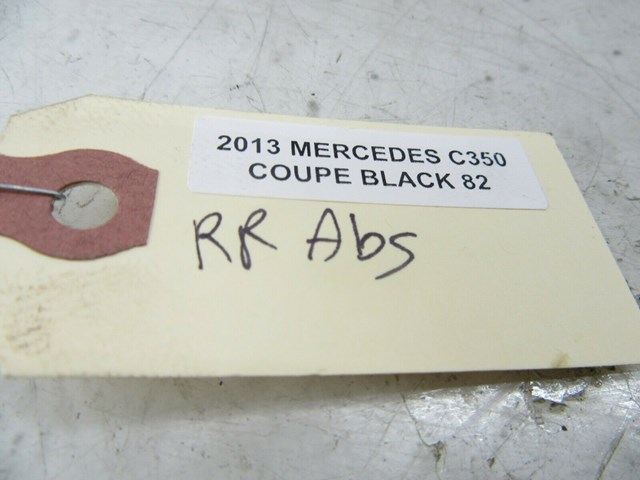 2013 MERCEDES C350
COUPE BLACK 82
RR Abs